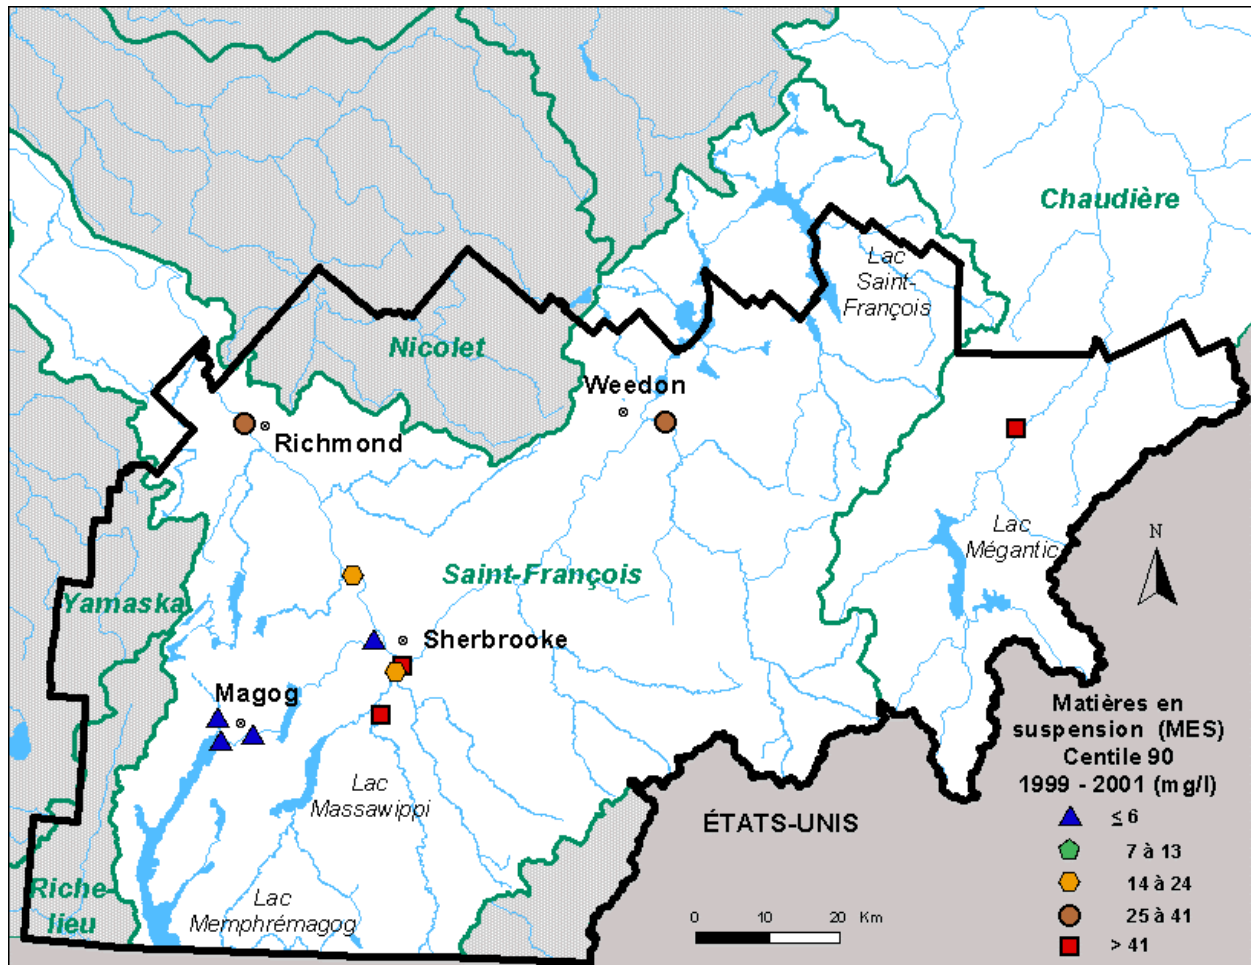 Chaudière
Lac
Saint-
François
Nicolet
Weedon
Richmond
Lac
Mégantic
N
Saint-François
Yamaska
Sherbrooke
Magog
Lac
Massawippi
ÉTATS-UNIS
Riche-
lieu
Lac
Memphrémagog
0 10 20 Km
Matières en
suspension (MES)
Centile 90
1999 - 2001 (mg/l)
≤ 6
7 à 13
14 à 24
25 à 41
> 41